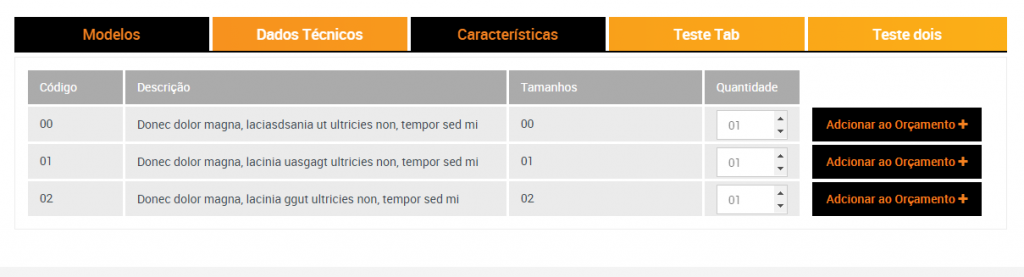 Modelos Dados Técnicos Características Teste Tab Teste dois
Código Descrição Tamanhos Quantidade
00 Donec dolor magna, laciasdsania ut ultricies non, tempor sed mi 00 01 Adcionar ao Orçamento +
01 Donec dolor magna, lacinia uasgagt ultricies non, tempor sed mi 01 01 Adcionar ao Orçamento +
02 Donec dolor magna, lacinia ggut ultricies non, tempor sed mi 02 01 Adcionar ao Orçamento +